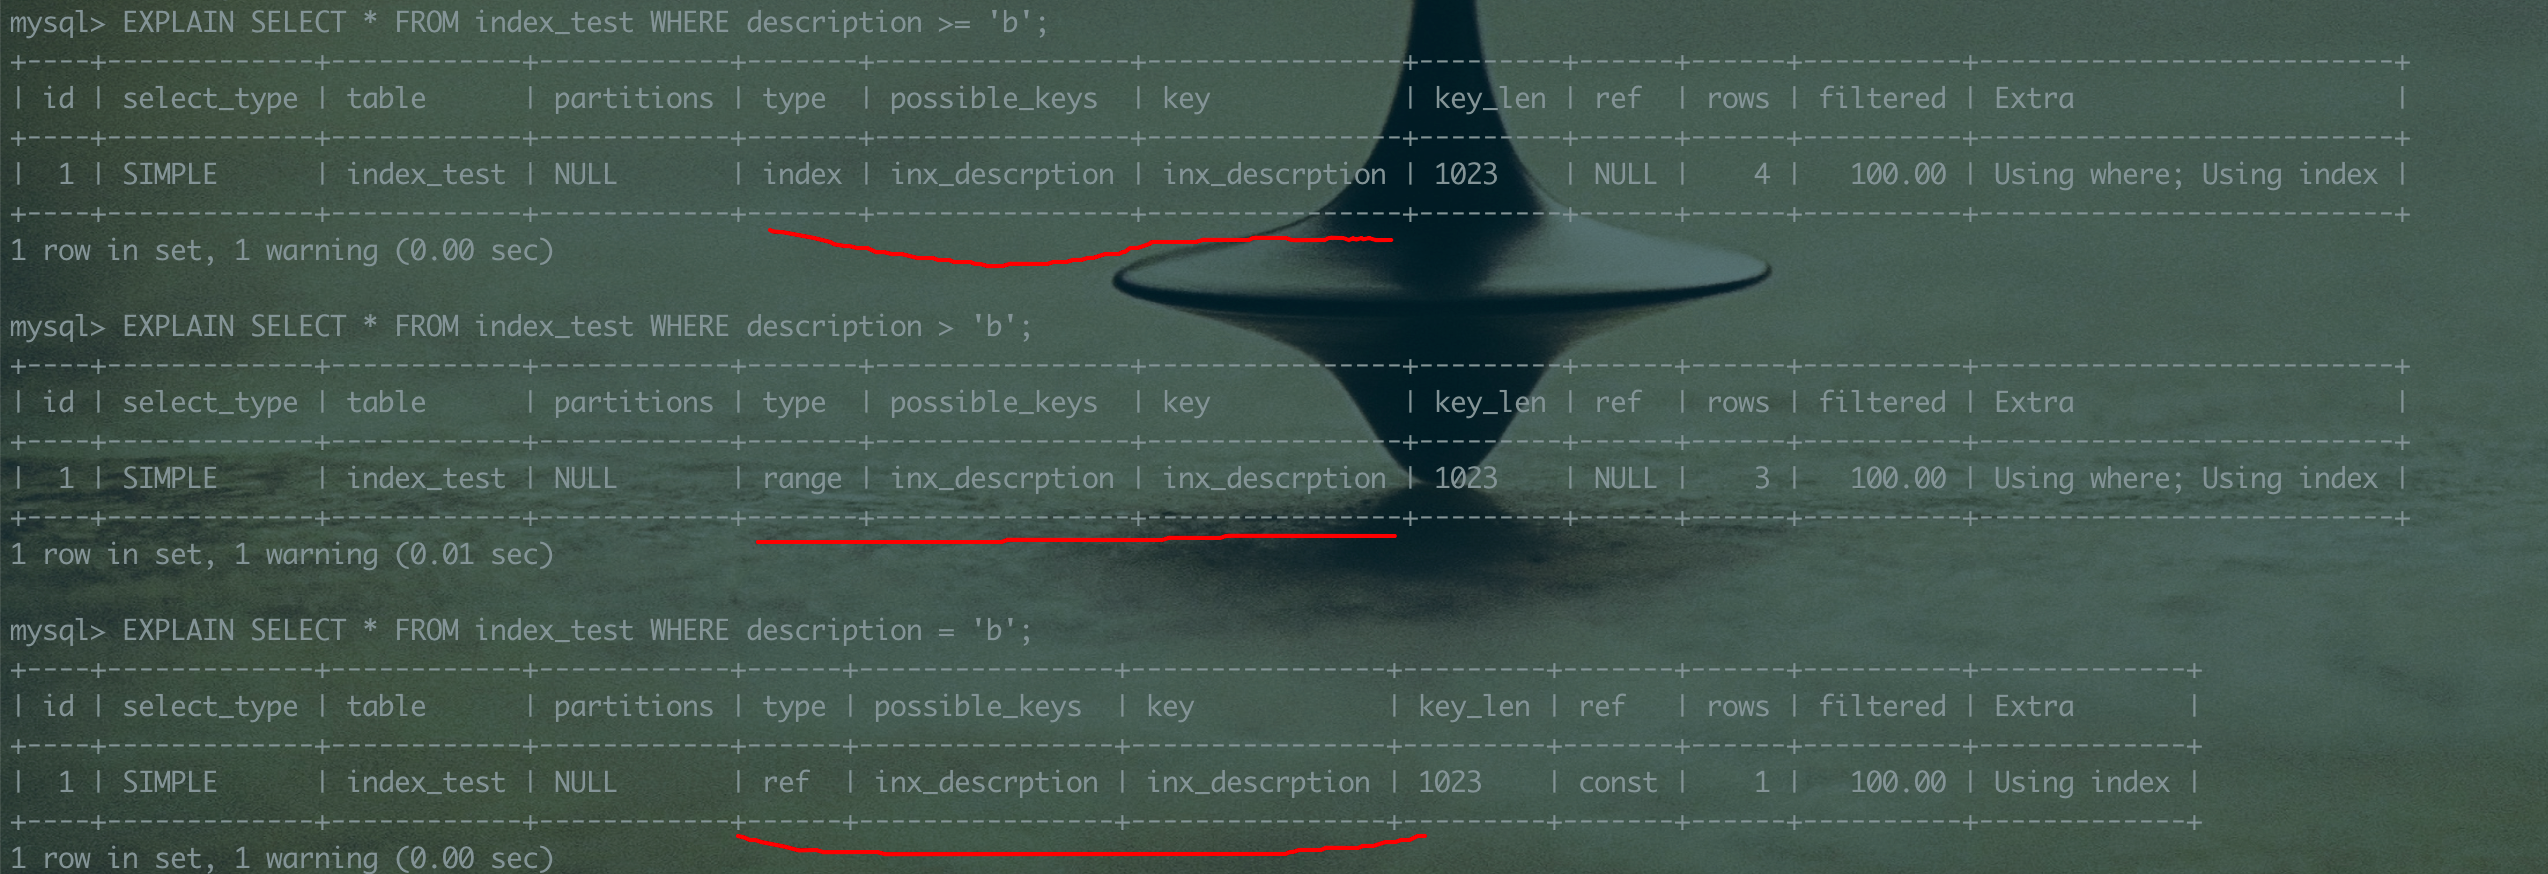 mysql> EXPLAIN SELECT * FROM index_test WHERE description >= 'b';
+----+-------------+------------+------------+-------+----------------+----------------+---------+------+------+----------+--------------------------+
| id | select_type | table      | partitions | type  | possible_keys  | key            | key_len | ref  | rows | filtered | Extra                    |
+----+-------------+------------+------------+-------+----------------+----------------+---------+------+------+----------+--------------------------+
|  1 | SIMPLE      | index_test | NULL       | index | inx_descrption | inx_descrption | 1023    | NULL |    4 |   100.00 | Using where; Using index |
+----+-------------+------------+------------+-------+----------------+----------------+---------+------+------+----------+--------------------------+
1 row in set, 1 warning (0.00 sec)
mysql> EXPLAIN SELECT * FROM index_test WHERE description > 'b';
+----+-------------+------------+------------+-------+----------------+----------------+---------+------+------+----------+--------------------------+
| id | select_type | table      | partitions | type  | possible_keys  | key            | key_len | ref  | rows | filtered | Extra                    |
+----+-------------+------------+------------+-------+----------------+----------------+---------+------+------+----------+--------------------------+
|  1 | SIMPLE      | index_test | NULL       | range | inx_descrption | inx_descrption | 1023    | NULL |    3 |   100.00 | Using where; Using index |
+----+-------------+------------+------------+-------+----------------+----------------+---------+------+------+----------+--------------------------+
1 row in set, 1 warning (0.01 sec)
mysql> EXPLAIN SELECT * FROM index_test WHERE description = 'b';
+----+-------------+------------+------------+------+----------------+----------------+---------+-------+------+----------+-------------+
| id | select_type | table      | partitions | type | possible_keys  | key            | key_len | ref   | rows | filtered | Extra       |
+----+-------------+------------+------------+------+----------------+----------------+---------+-------+------+----------+-------------+
|  1 | SIMPLE      | index_test | NULL       | ref  | inx_descrption | inx_descrption | 1023    | const |    1 |   100.00 | Using index |
+----+-------------+------------+------------+------+----------------+----------------+---------+-------+------+----------+-------------+
1 row in set, 1 warning (0.00 sec)